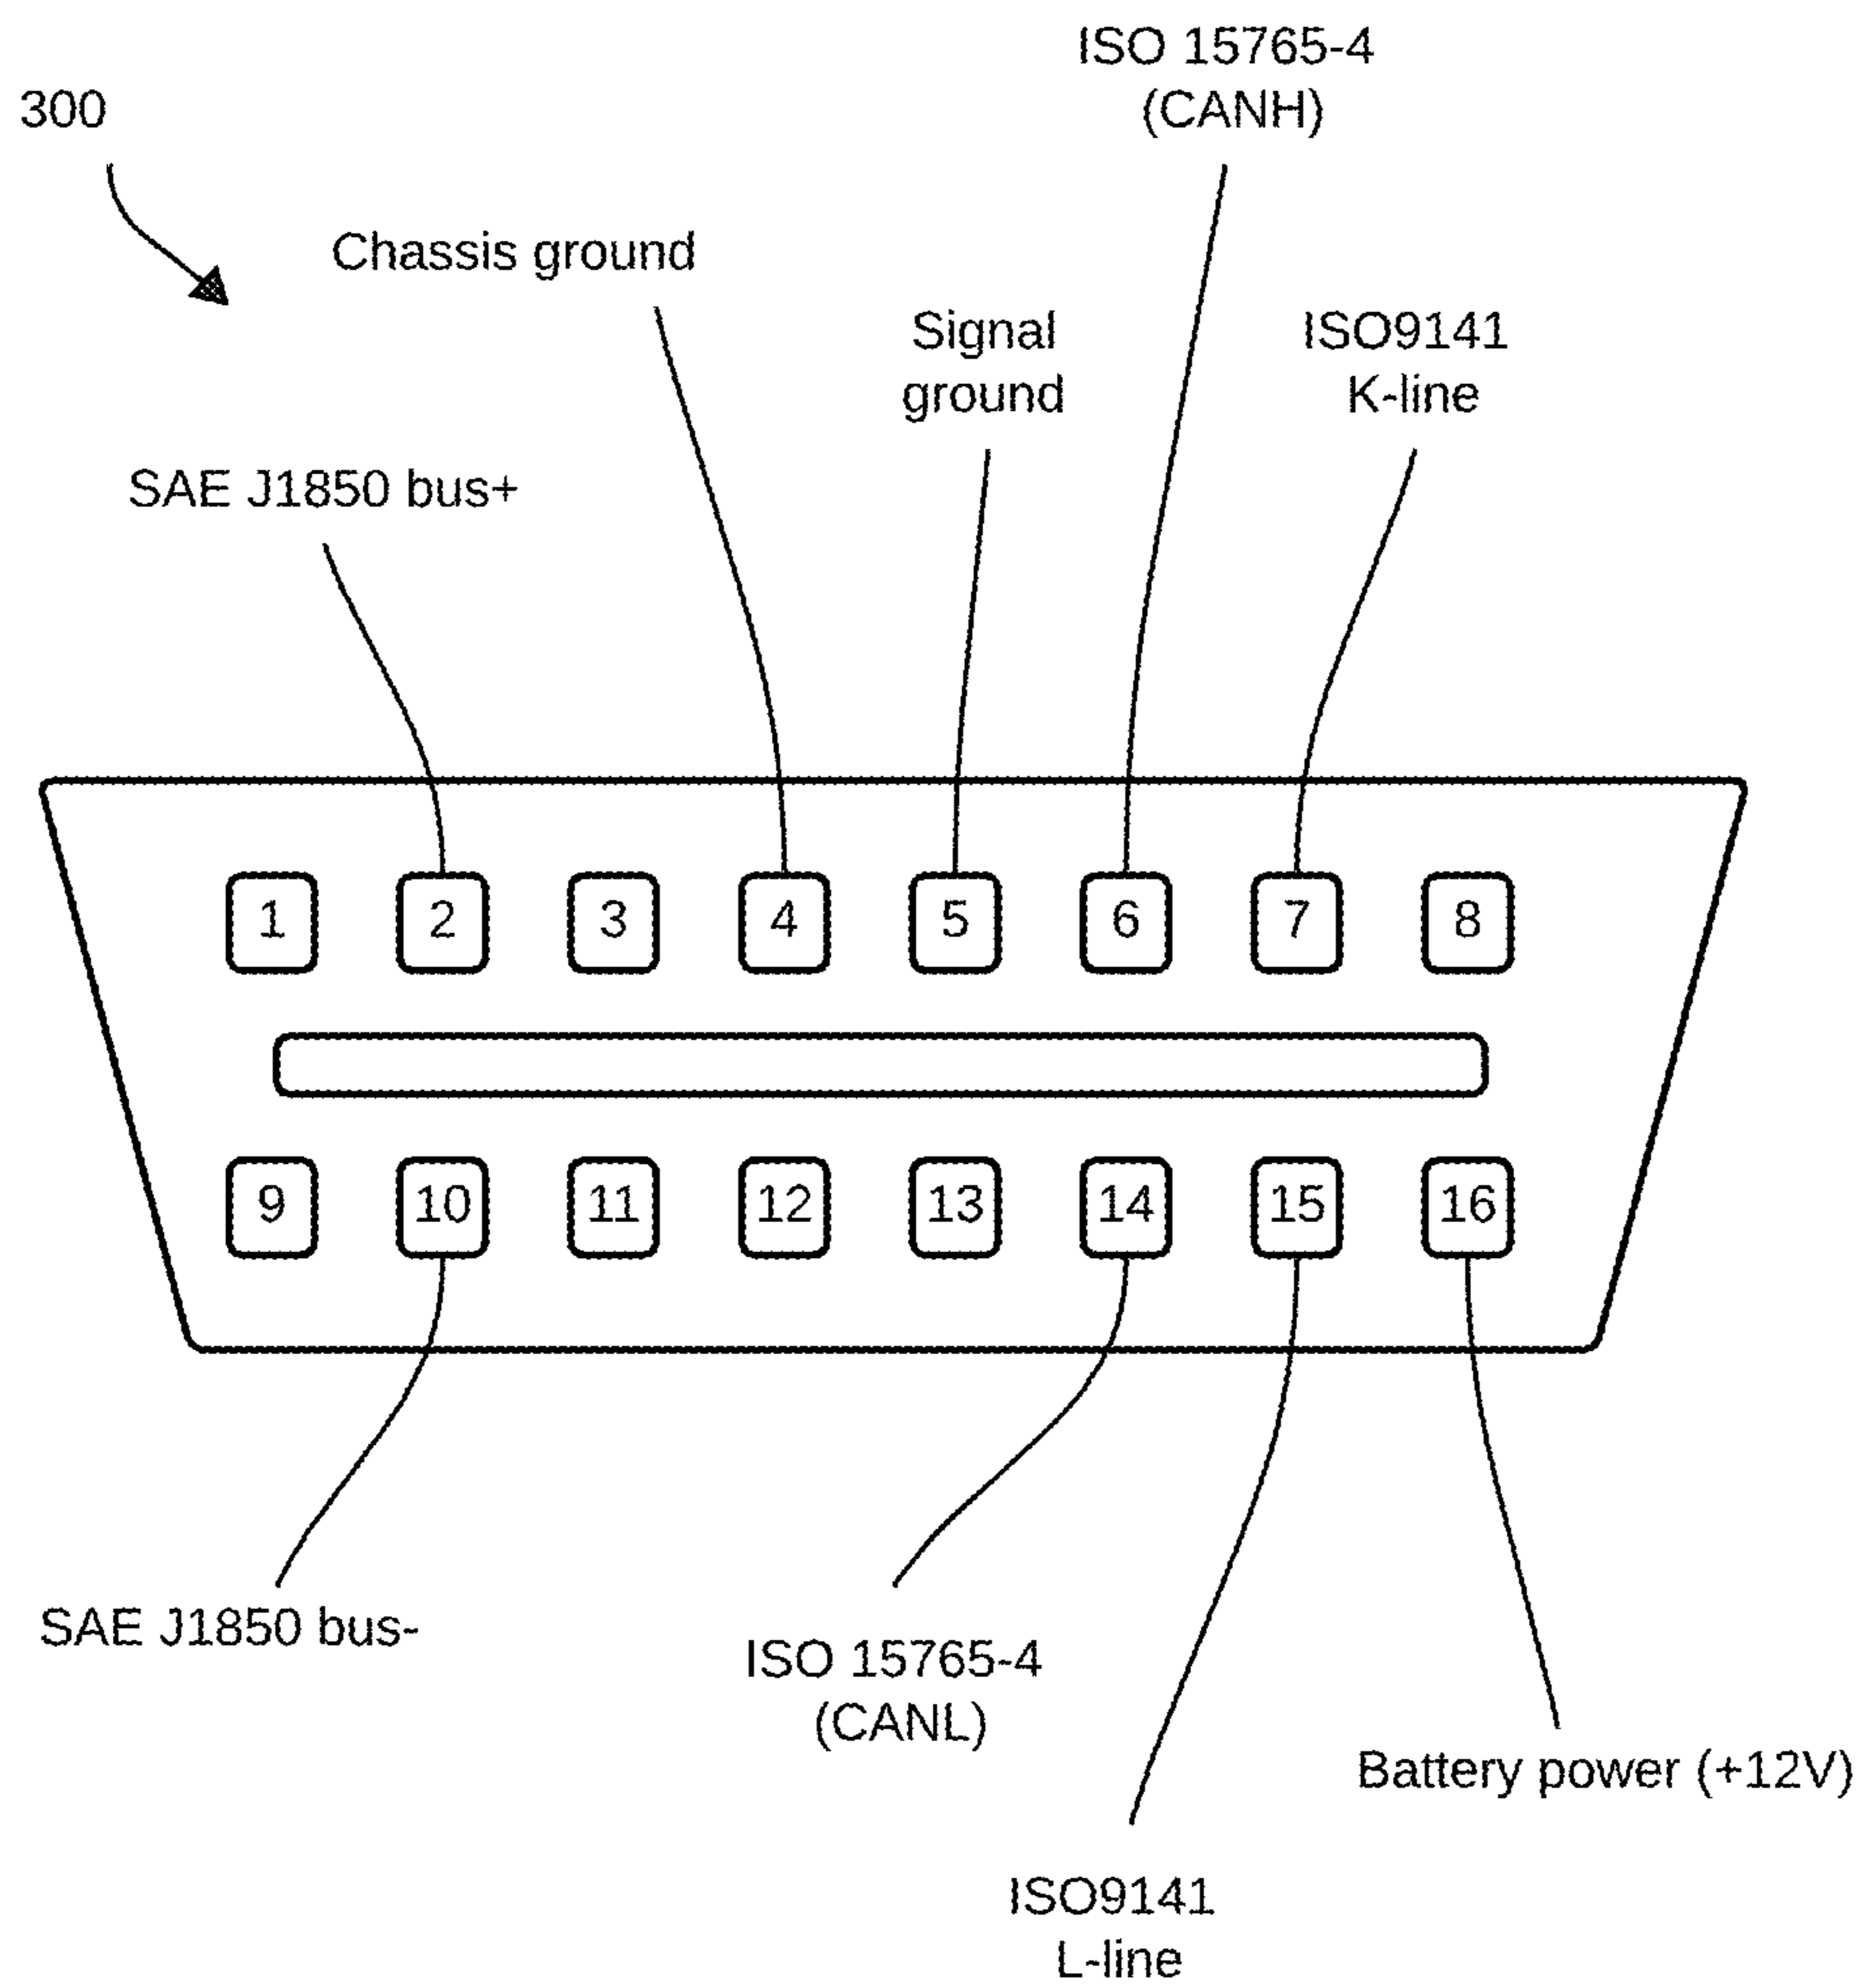 ISO 15765-4
(CANH)
300
Chassis ground
Signal
ground
ISO9141
K-line
SAE J1850 bus+
1 2 3 4 5 6 7 8
9 10 11 12 13 14 15 16
SAE J1850 bus-
ISO 15765-4
(CANL)
Battery power (+12V)
ISO9141
L-line